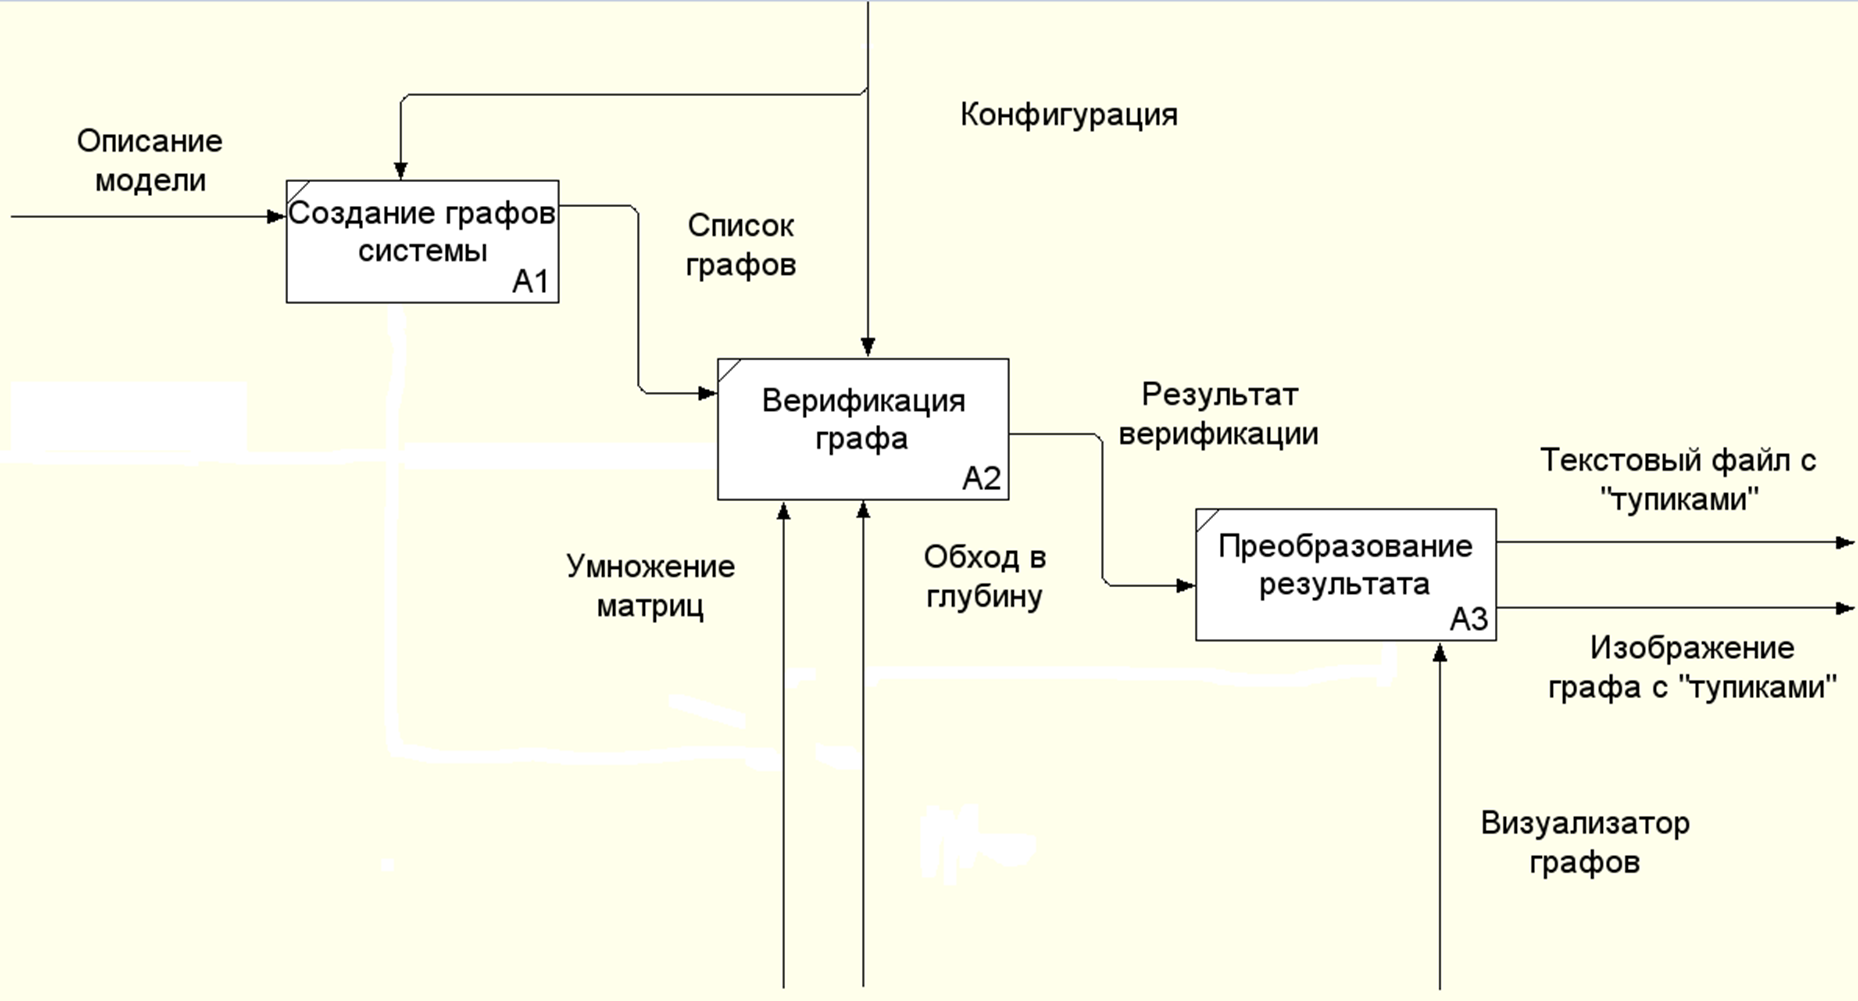 Конфигурация
Описание
модели
Создание графов
системы
A1
Список
графов
Верификация
графа
A2
Результат
верификации
Текстовый файл с
"тупиками"
Умножение
матриц
Обход в
глубину
Преобразование
результата
A3
Изображение
графа с "тупиками"
Визуализатор
графов